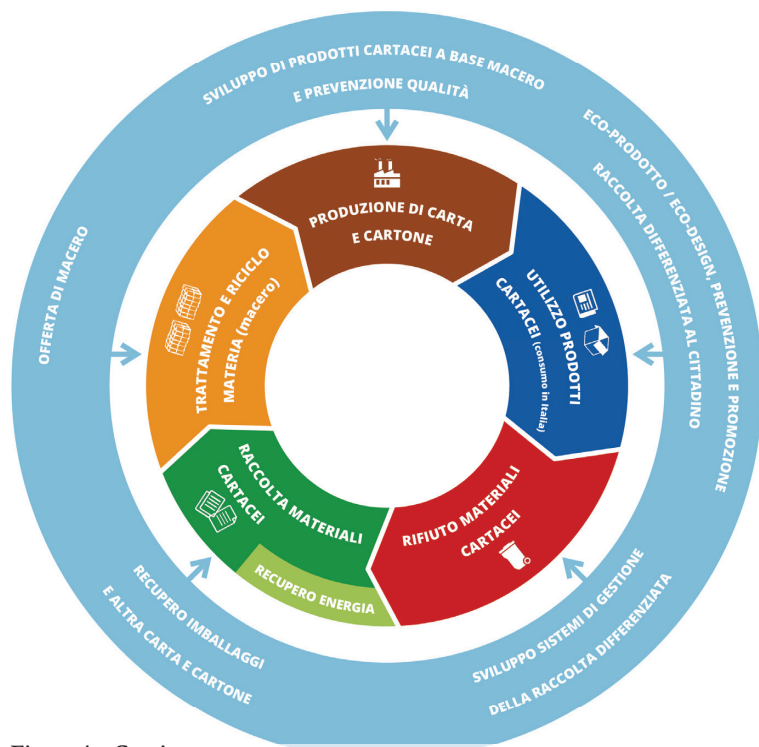 SVILUPPO DI PRODOTTI CARTACEI A BASE MACERO
E PREVENZIONE QUALITÀ
ECO-PRODOTTO / ECO-DESIGN, PREVENZIONE E PROMOZIONE
RACCOLTA DIFFERENZIATA AL CITTADINO
SVILUPPO SISTEMI DI GESTIONE
DELLA RACCOLTA DIFFERENZIATA
RECUPERO IMBALLAGGI
E ALTRA CARTA E CARTONE
OFFERTA DI MACERO
PRODUZIONE DI CARTA
E CARTONE
UTILIZZO PRODOTTI
CARTACEI (consumo in Italia)
RIFIUTO MATERIALI
CARTACEI
RACCOLTA MATERIALI
CARTACEI
RECUPERO ENERGIA
TRATTAMENTO E RICICLO
MATERIA (macero)